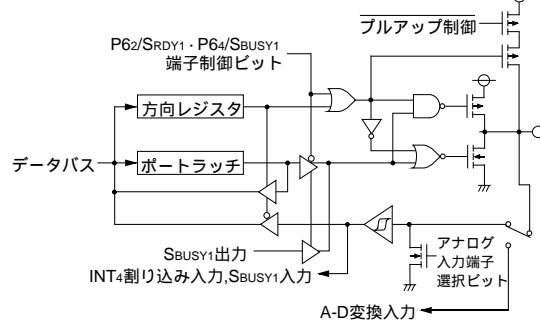 プルアップ制御
P62/SRDY1・P64/SBUSY1
端子制御ビット
方向レジスタ
データバス
ポートラッチ
SBUSY1出力
INT4割り込み入力,SBUSY1入力
アナログ
入力端子
選択ビット
A-D変換入力